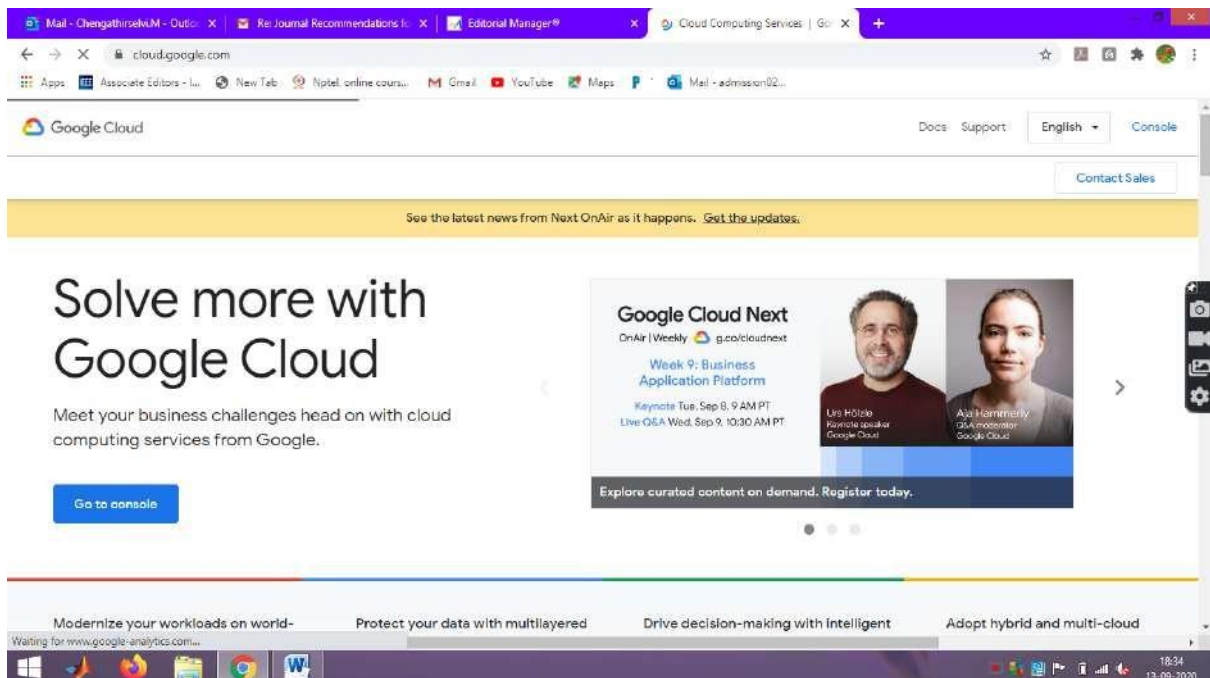 Mail - Chengathirselvi.M - Outloo
Re: Journal Recommendations fo
Editorial Manager®
Cloud Computing Services | Go
cloud.google.com
Apps
Associate Editors - I...
New Tab
Nptel, online cours...
Gmail
YouTube
Maps
Mail - admission02...
Google Cloud
Docs
Support
English
Console
Contact Sales
See the latest news from Next OnAir as it happens. Get the updates.
Solve more with
Google Cloud
Meet your business challenges head on with cloud
computing services from Google.
Go to console
Google Cloud Next
OnAir | Weekly g.co/cloudnext
Week 9: Business
Application Platform
Keynote Tue, Sep 8, 9 AM PT
Live Q&A Wed, Sep 9, 10:30 AM PT
Urs Hölzle
Keynote speaker
Google Cloud
Aja Hammerly
Q&A moderator
Google Cloud
Explore curated content on demand. Register today.
Modernize your workloads on world-
Protect your data with multilayered
Drive decision-making with intelligent
Adopt hybrid and multi-cloud
Waiting for www.google-analytics.com...
18:34
13-09-2020